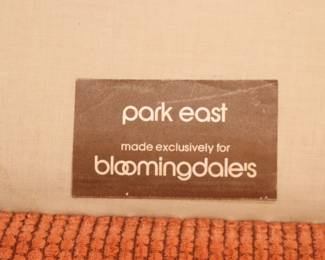 park east
made exclusively for
bloomingdale's